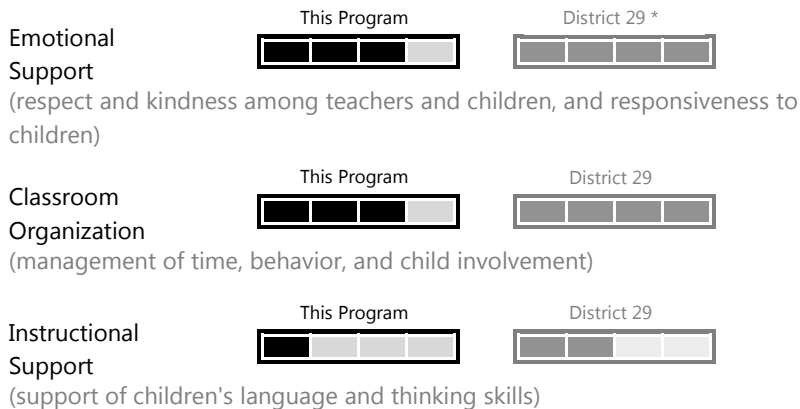 This Program District 29 *
Emotional
Support
(respect and kindness among teachers and children, and responsiveness to
children)
This Program District 29
Classroom
Organization
(management of time, behavior, and child involvement)
This Program District 29
Instructional
Support
(support of children's language and thinking skills)